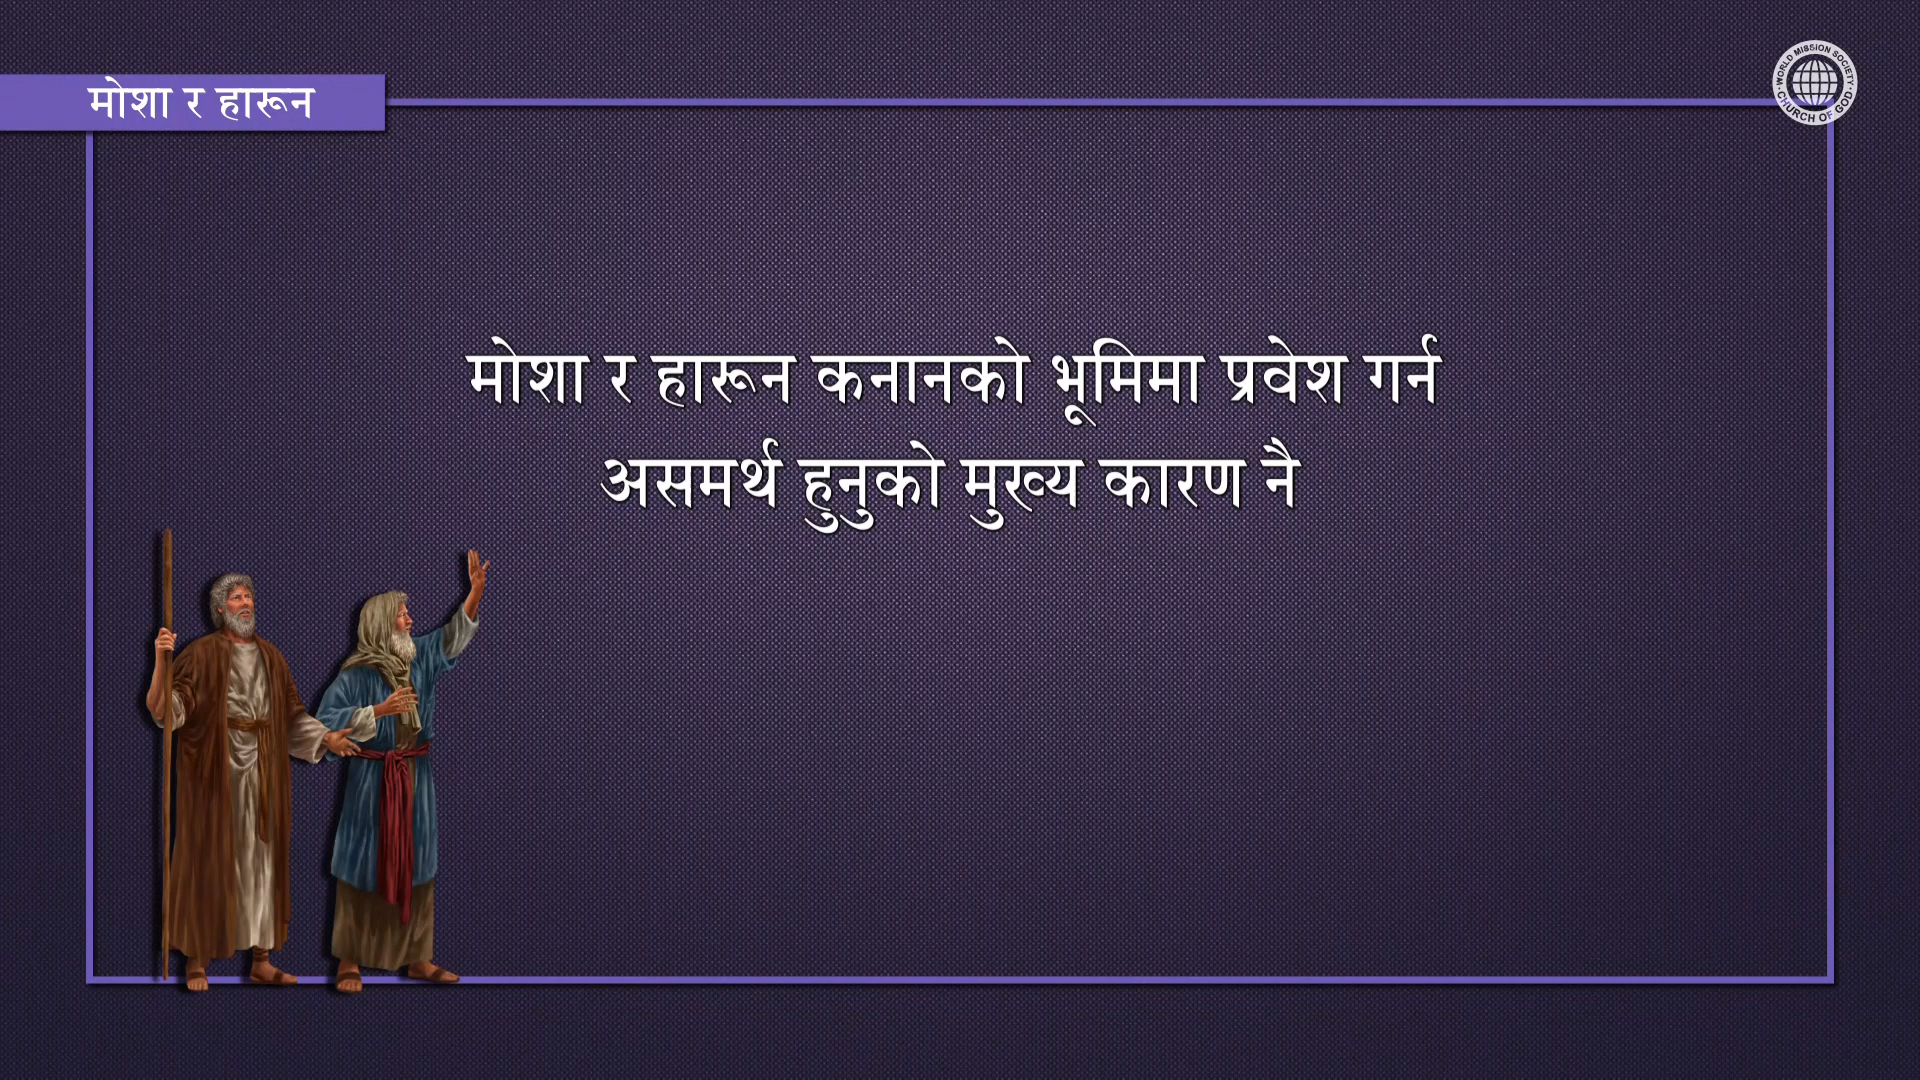 मोशा र हारून
WORLD MISSION SOCIETY
CHURCH OF GOD
मोशा र हारून कनानको भूमिमा प्रवेश गर्न
असमर्थ हुनुको मुख्य कारण नै